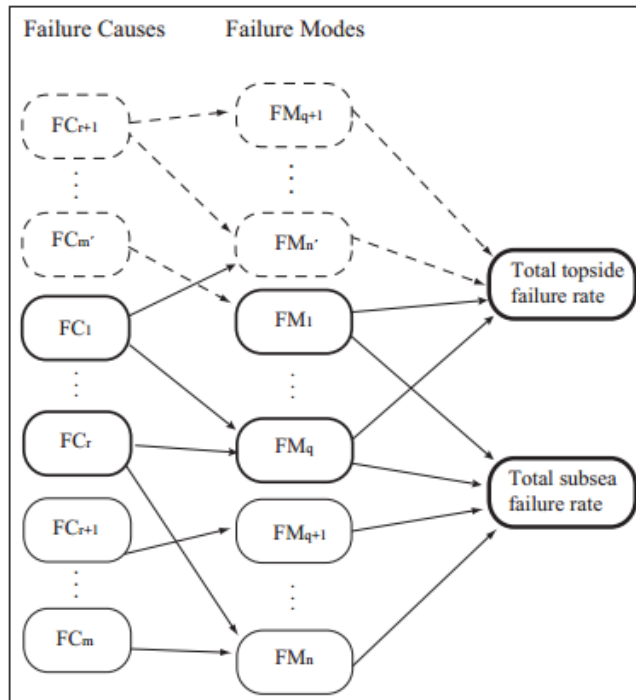 Failure Causes
Failure Modes
FCr+1
FMq+1
FCm´
FMn´
Total topside
failure rate
FC1
FM1
FCr
FMq
Total subsea
failure rate
FCr+1
FMq+1
FCm
FMn